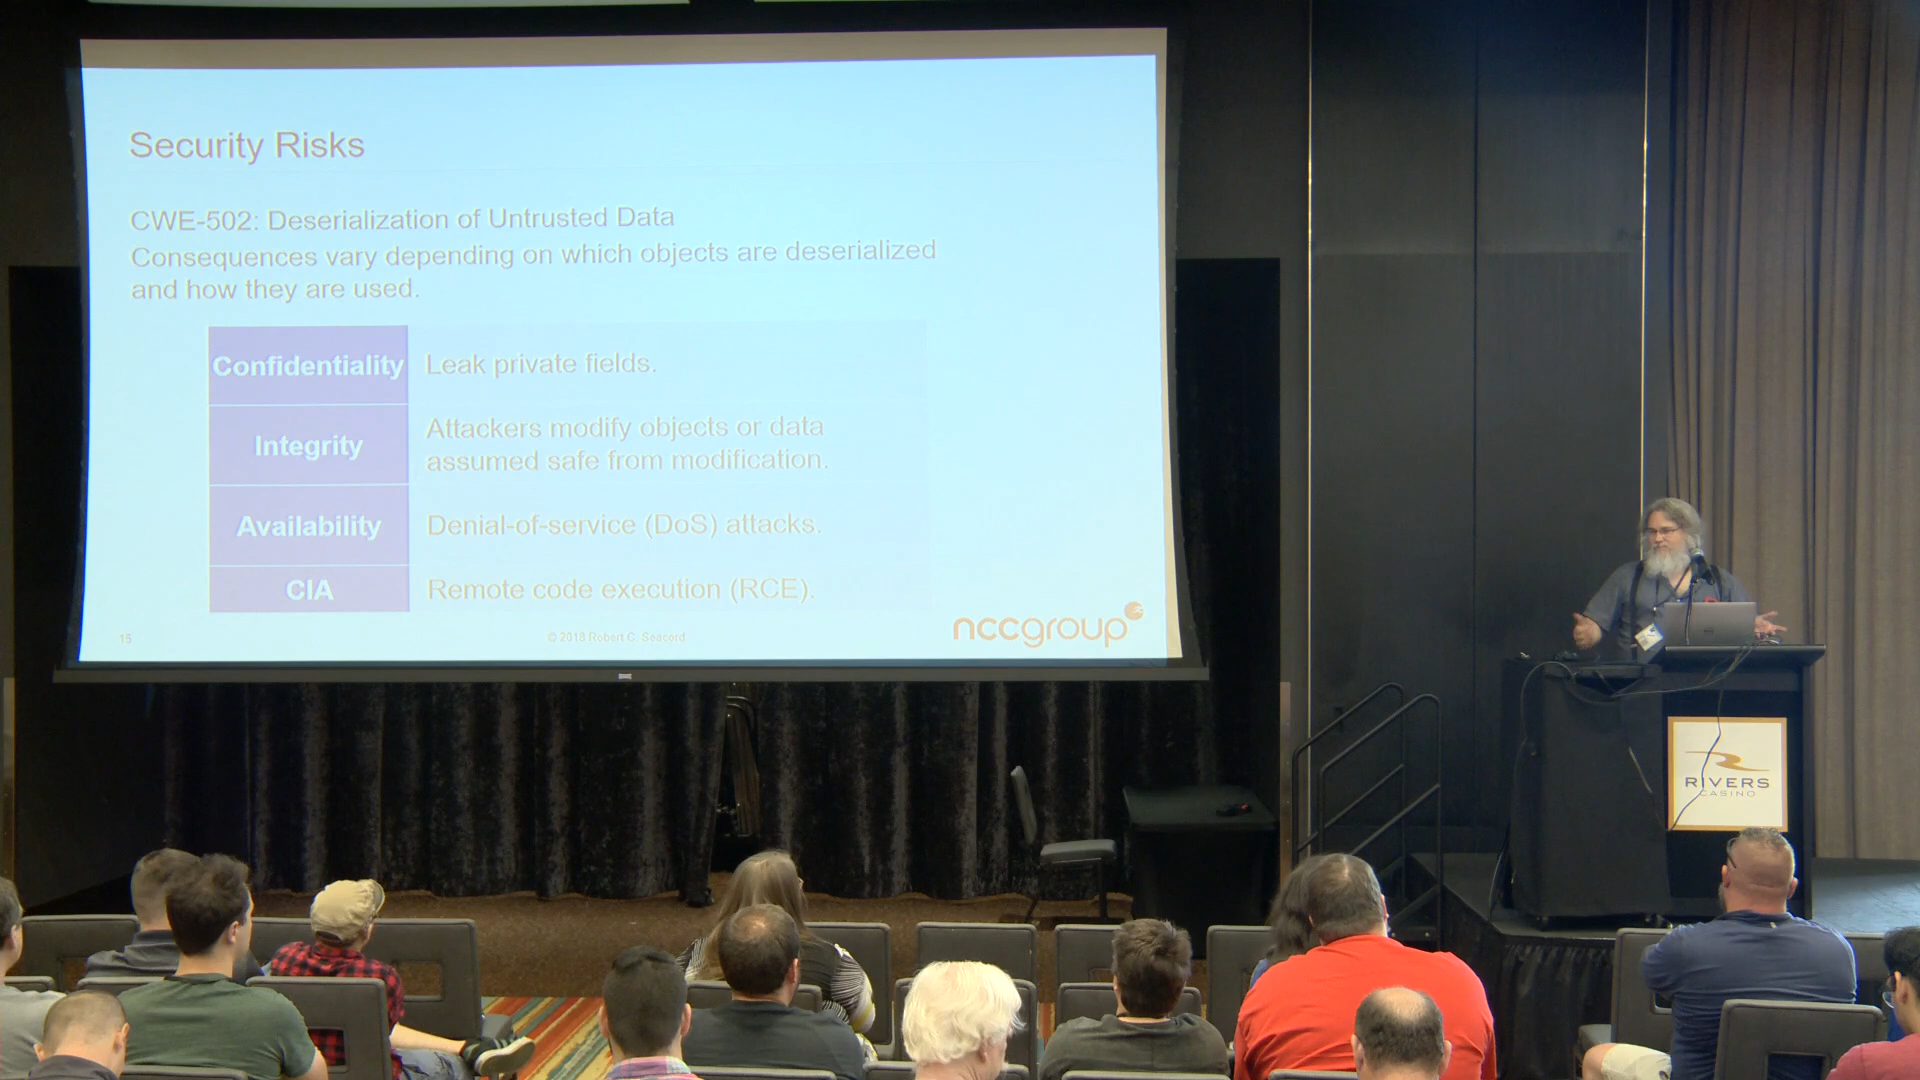 Security Risks
CWE-502: Deserialization of Untrusted Data
Consequences vary depending on which objects are deserialized
and how they are used.
Confidentiality Leak private fields.
Integrity Attackers modify objects or data
assumed safe from modification.
Availability Denial-of-service (DoS) attacks.
CIA Remote code execution (RCE).
15 © 2018 Robert C. Seacord nccgroup
RIVERS
CASINO